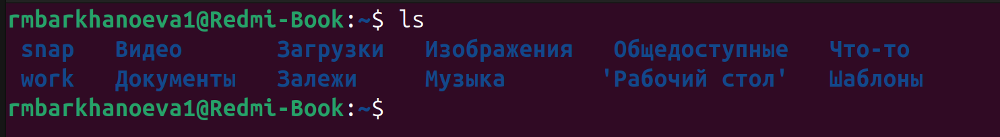 rmbarkhanoeva1@Redmi-Book:~$ ls
snap Видео Загрузки Изображения Общедоступные Что-то
work Документы Залежи Музыка 'Рабочий стол' Шаблоны
rmbarkhanoeva1@Redmi-Book:~$